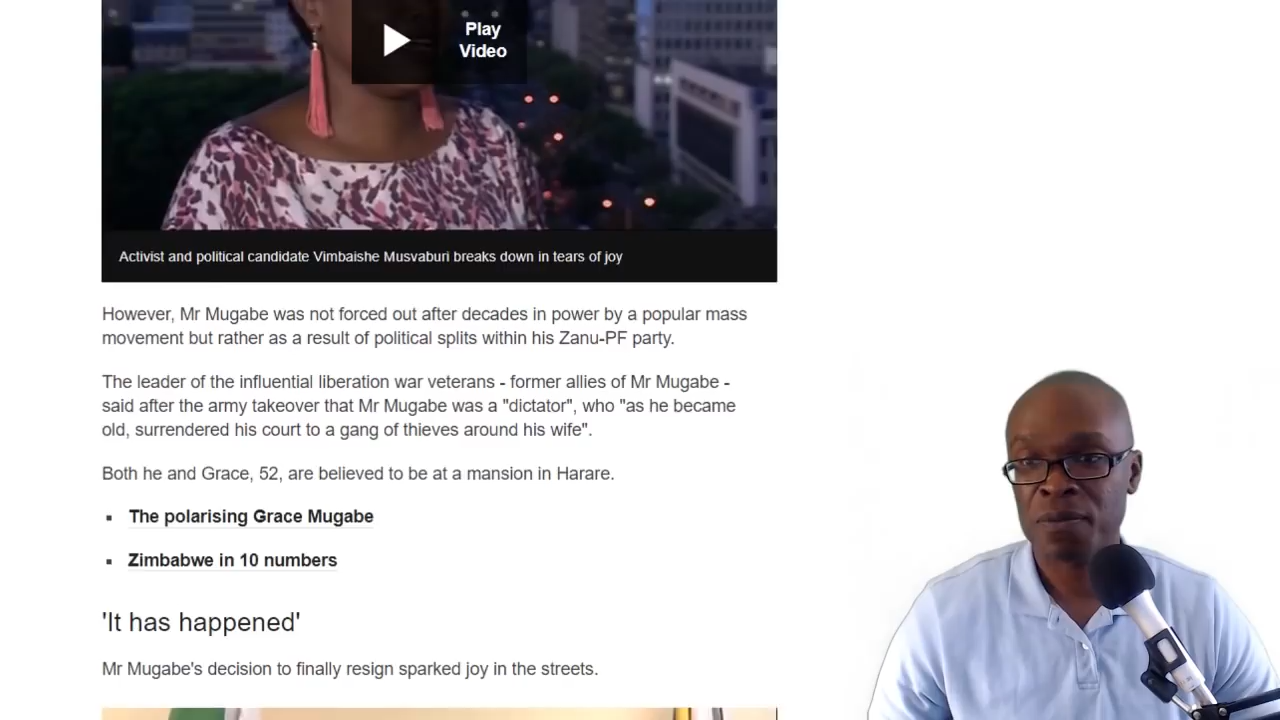 Play
Video
Activist and political candidate Vimbaishe Musvaburi breaks down in tears of joy
However, Mr Mugabe was not forced out after decades in power by a popular mass
movement but rather as a result of political splits within his Zanu-PF party.
The leader of the influential liberation war veterans - former allies of Mr Mugabe -
said after the army takeover that Mr Mugabe was a "dictator", who "as he became
old, surrendered his court to a gang of thieves around his wife".
Both he and Grace, 52, are believed to be at a mansion in Harare.
The polarising Grace Mugabe
Zimbabwe in 10 numbers
'It has happened'
Mr Mugabe's decision to finally resign sparked joy in the streets.